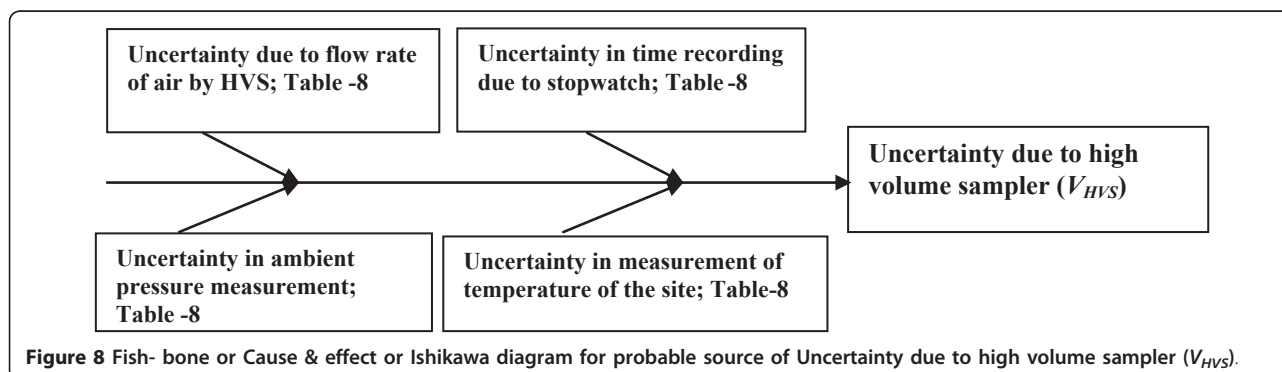 Uncertainty due to flow rate
of air by HVS; Table -8
Uncertainty in time recording
due to stopwatch; Table -8
Uncertainty due to high
volume sampler (V_HVS)
Uncertainty in ambient
pressure measurement;
Table -8
Uncertainty in measurement of
temperature of the site; Table-8
Figure 8 Fish- bone or Cause & effect or Ishikawa diagram for probable source of Uncertainty due to high volume sampler (V_HVS).